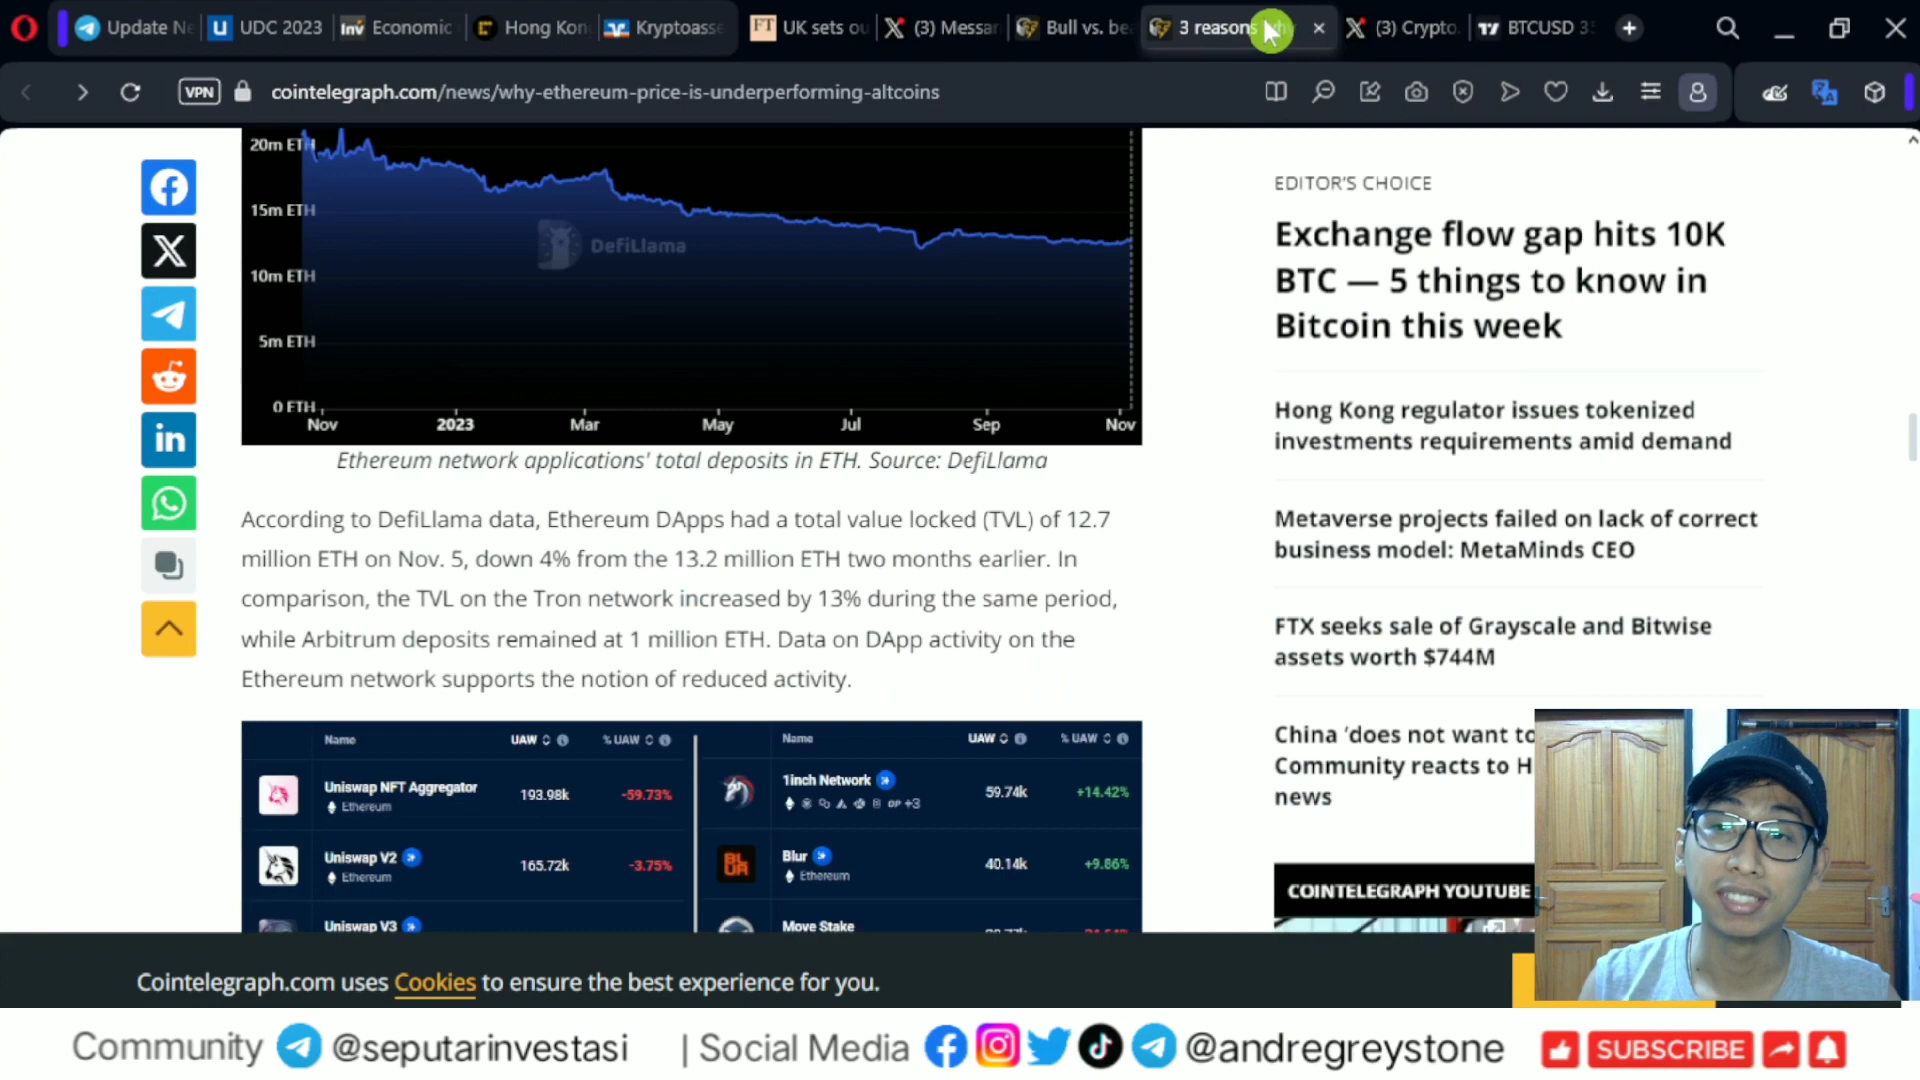 Update Ne
UDC 2023
Economic
Hong Kon
Kryptoasse
UK sets ou
(3) Messar
Bull vs. be
3 reasons why
(3) Crypto.
BTCUSD
VPN
cointelegraph.com/news/why-ethereum-price-is-underperforming-altcoins
20m ETH
15m ETH
10m ETH
5m ETH
0 ETH
DefiLlama
Nov 2023 Mar May Jul Sep Nov
Ethereum network applications' total deposits in ETH. Source: DefiLlama
According to DefiLlama data, Ethereum DApps had a total value locked (TVL) of 12.7
million ETH on Nov. 5, down 4% from the 13.2 million ETH two months earlier. In
comparison, the TVL on the Tron network increased by 13% during the same period,
while Arbitrum deposits remained at 1 million ETH. Data on DApp activity on the
Ethereum network supports the notion of reduced activity.
Name UAW %UAW
Uniswap NFT Aggregator
Ethereum
193.98k -59.73%
Uniswap V2
Ethereum
165.72k -3.75%
Uniswap V3
Name UAW % UAW
1inch Network
+3
59.74k +14.42%
BLUR
Blur
Ethereum
40.14k +9.86%
Move Stake
EDITOR'S CHOICE
Exchange flow gap hits 10K
BTC — 5 things to know in
Bitcoin this week
Hong Kong regulator issues tokenized
investments requirements amid demand
Metaverse projects failed on lack of correct
business model: MetaMinds CEO
FTX seeks sale of Grayscale and Bitwise
assets worth $744M
China 'does not want to
Community reacts to H
news
COINTELEGRAPH YOUTUBE
Cointelegraph.com uses Cookies to ensure the best experience for you.
Community @seputarinvestasi | Social Media @andregreystone SUBSCRIBE